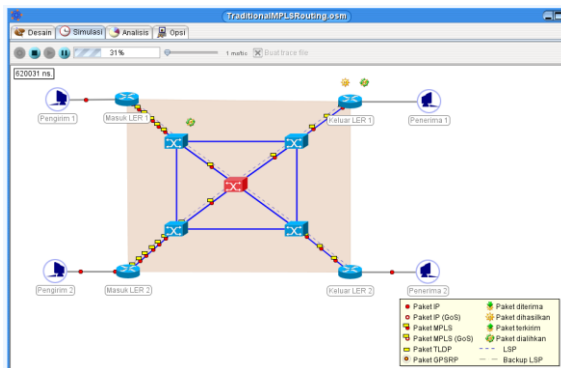 TraditionalMPLSRouting.osm
Desain Simulasi Analisis Opsi
31% 1 ms/tic Buat trace file
620031 ns.
Pengirim 1 Masuk LER 1 Keluar LER 1 Penerima 1
Pengirim 2 Masuk LER 2 Keluar LER 2 Penerima 2
Paket IP Paket diterima
Paket IP (GoS) Paket dihasilkan
Paket MPLS Paket terkirim
Paket MPLS (GoS) Paket dialihkan
Paket TLDP LSP
Paket GPSRP Backup LSP